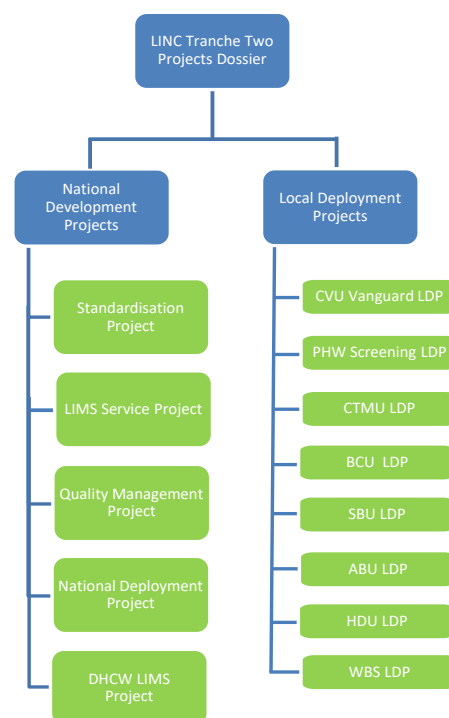 LINC Tranche Two
Projects Dossier
National
Development
Projects
Standardisation
Project
LIMS Service Project
Quality Management
Project
National Deployment
Project
DHCW LIMS
Project
Local Deployment
Projects
CVU Vanguard LDP
PHW Screening LDP
CTMU LDP
BCU LDP
SBU LDP
ABU LDP
HDU LDP
WBS LDP